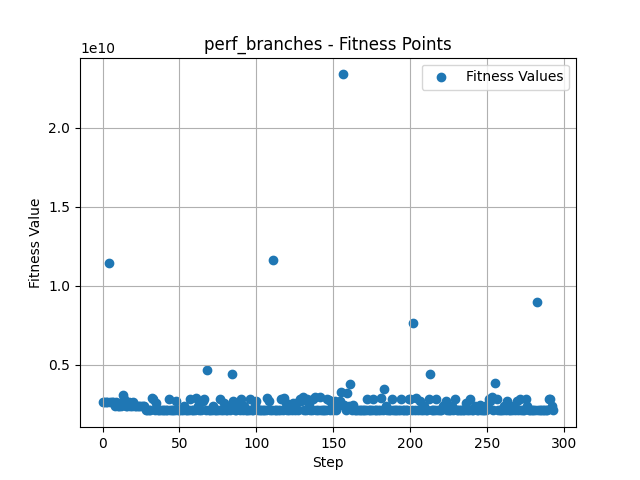 perf_branches - Fitness Points
1e10
Fitness Values
2.0
1.5
1.0
0.5
Fitness Value
0 50 100 150 200 250 300
Step